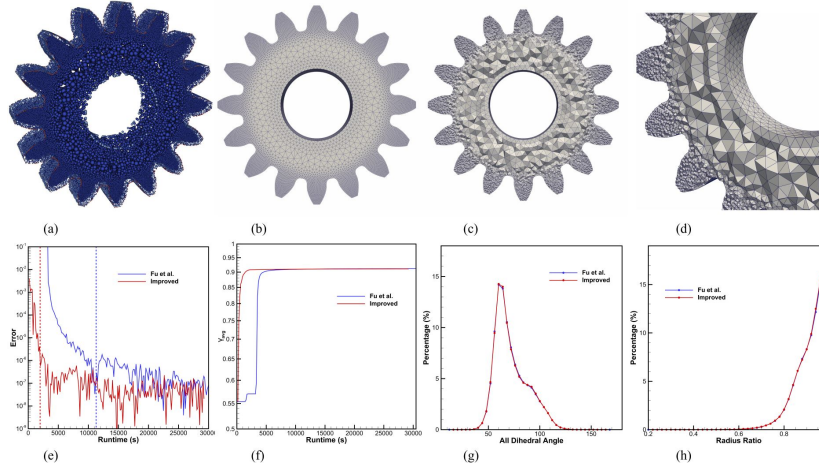 (a)
(b)
(c)
(d)
10⁻¹
10⁻²
10⁻³
10⁻⁴
10⁻⁵
10⁻⁶
10⁻⁷
10⁻⁸
10⁻⁹
Error
0
5000
10000
15000
20000
25000
30000
Runtime (s)
Fu et al.
Improved
(e)
1
0.95
0.9
0.85
0.8
0.75
0.7
0.65
0.6
0.55
0.5
γavg
0
5000
10000
15000
20000
25000
30000
Runtime (s)
Fu et al.
Improved
(f)
15
10
5
0
Percentage (%)
50
100
150
All Dihedral Angle
Fu et al.
Improved
(g)
15
10
5
0
Percentage (%)
0.2
0.4
0.6
0.8
Radius Ratio
Fu et al.
Improved
(h)